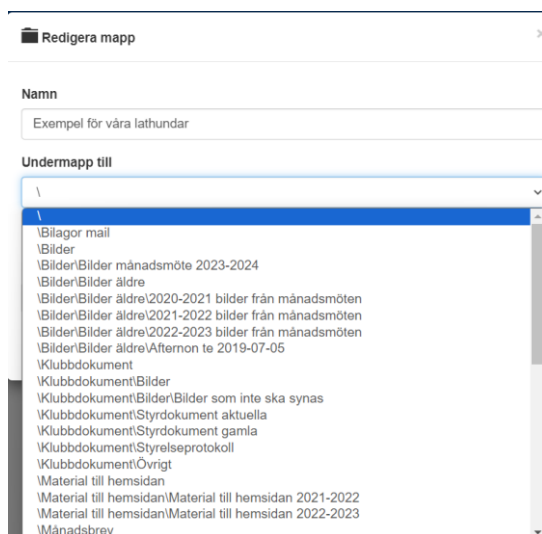 Redigera mapp
Namn
Exempel för våra lathundar
Undermapp till
\
\
\Bilagor mail
\Bilder
\Bilder\Bilder månadsmöte 2023-2024
\Bilder\Bilder äldre
\Bilder\Bilder äldre\2020-2021 bilder från månadsmöten
\Bilder\Bilder äldre\2021-2022 bilder från månadsmöten
\Bilder\Bilder äldre\2022-2023 bilder från månadsmöten
\Bilder\Bilder äldre\Afternon te 2019-07-05
\Klubbdokument
\Klubbdokument\Bilder
\Klubbdokument\Bilder\Bilder som inte ska synas
\Klubbdokument\Styrdokument aktuella
\Klubbdokument\Styrdokument gamla
\Klubbdokument\Styrelseprotokoll
\Klubbdokument\Övrigt
\Material till hemsidan
\Material till hemsidan\Material till hemsidan 2021-2022
\Material till hemsidan\Material till hemsidan 2022-2023
\Månadsbrev